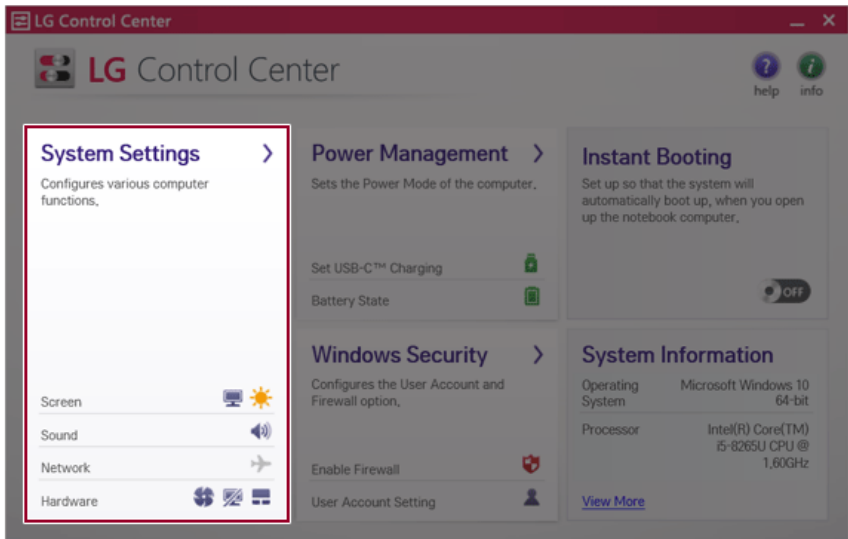 LG Control Center
LG Control Center
help
info
System Settings
Configures various computer
functions.
Screen
Sound
Network
Hardware
Power Management
Sets the Power Mode of the computer.
Set USB-C™ Charging
Battery State
Instant Booting
Set up so that the system will
automatically boot up, when you open
up the notebook computer.
OFF
Windows Security
Configures the User Account and
Firewall option.
Enable Firewall
User Account Setting
System Information
Operating
System
Microsoft Windows 10
64-bit
Processor
Intel(R) Core(TM)
i5-8265U CPU @
1.60GHz
View More